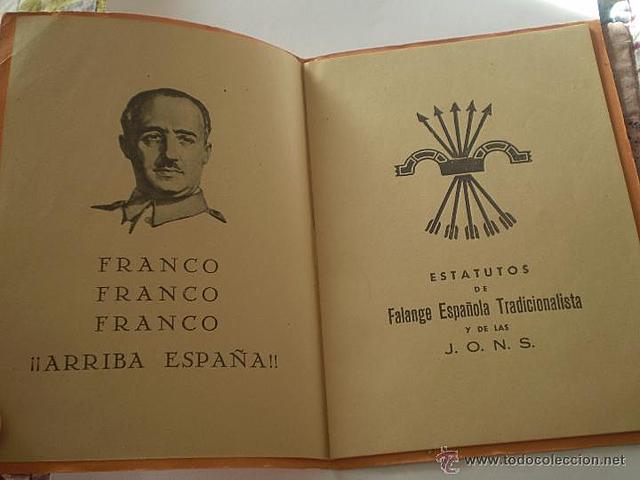 FRANCO
FRANCO
FRANCO
¡¡ARRIBA ESPAÑA!!
ESTATUTOS
DE
Falange Española Tradicionalista
Y DE LAS
J. O. N. S.
www.todocoleccion.net